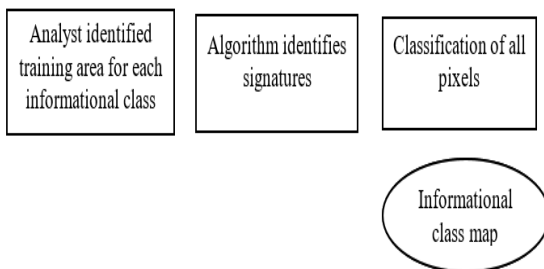 Analyst identified
training area for each
informational class
Algorithm identifies
signatures
Classification of all
pixels
Informational
class map